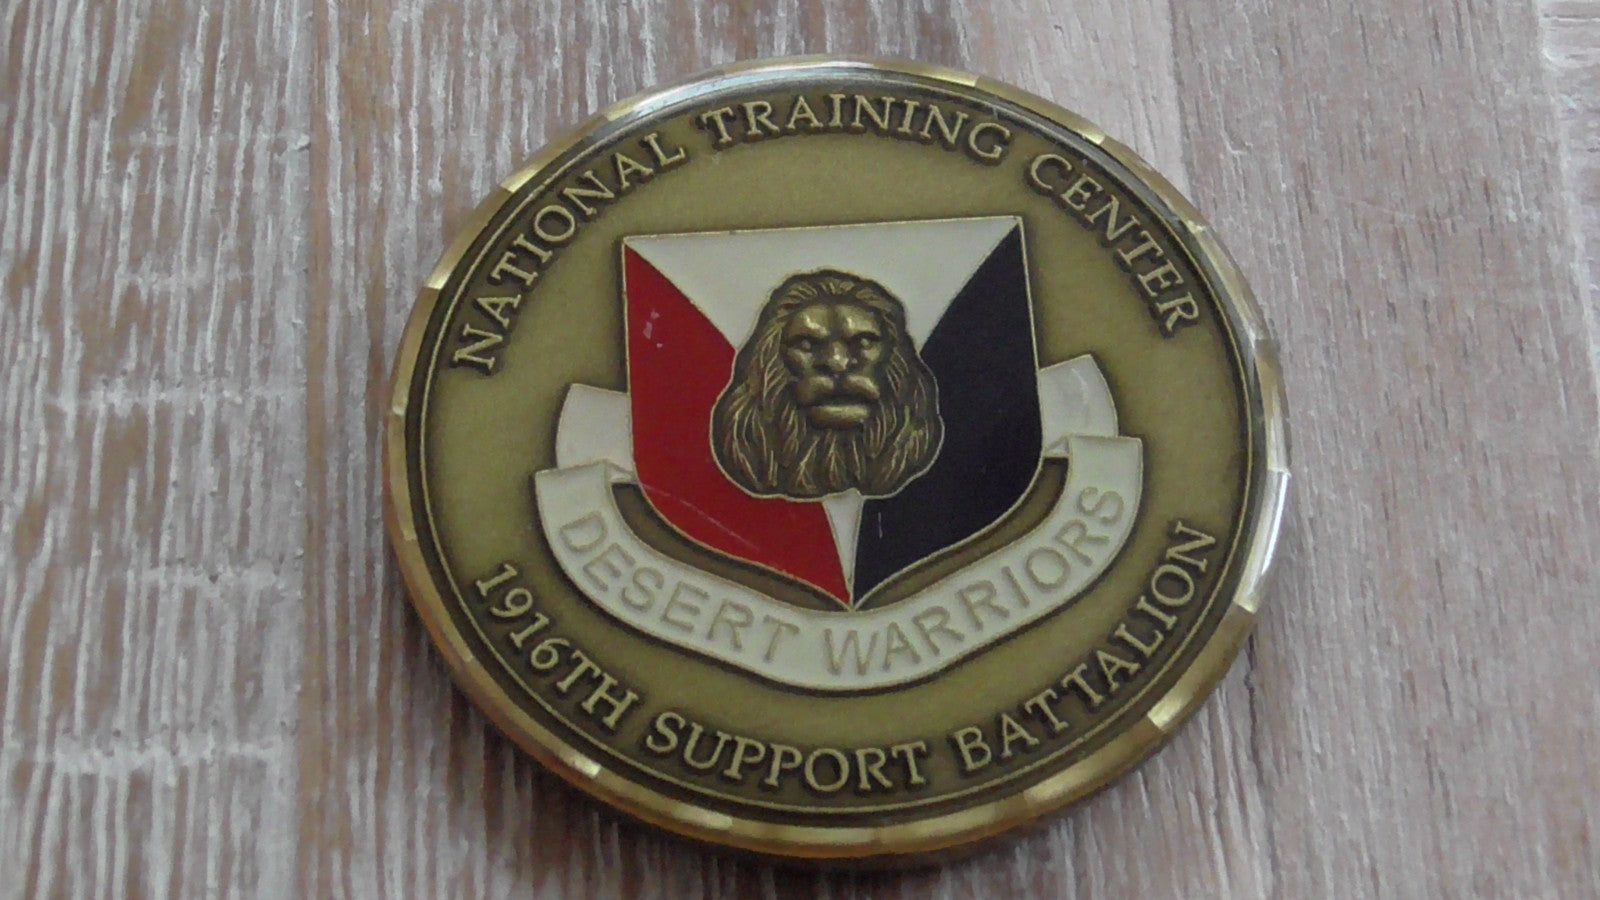 NATIONAL TRAINING CENTER
DESERT WARRIORS
1916TH SUPPORT BATTALION